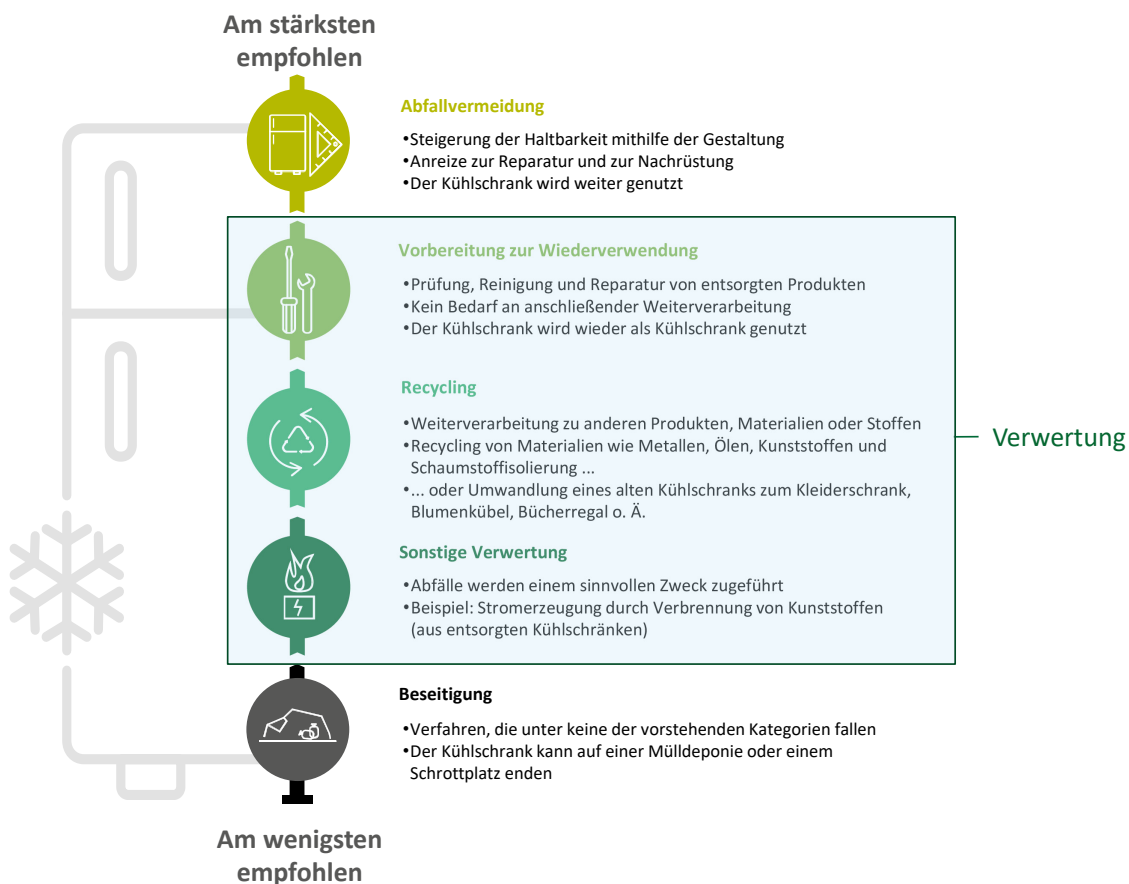 Am stärksten
empfohlen
Abfallvermeidung
•Steigerung der Haltbarkeit mithilfe der Gestaltung
•Anreize zur Reparatur und zur Nachrüstung
•Der Kühlschrank wird weiter genutzt
Vorbereitung zur Wiederverwendung
•Prüfung, Reinigung und Reparatur von entsorgten Produkten
•Kein Bedarf an anschließender Weiterverarbeitung
•Der Kühlschrank wird wieder als Kühlschrank genutzt
Recycling
•Weiterverarbeitung zu anderen Produkten, Materialien oder Stoffen
•Recycling von Materialien wie Metallen, Ölen, Kunststoffen und
Schaumstoffisolierung ...
•... oder Umwandlung eines alten Kühlschranks zum Kleiderschrank,
Blumenkübel, Bücherregal o. Ä.
Verwertung
Sonstige Verwertung
•Abfälle werden einem sinnvollen Zweck zugeführt
•Beispiel: Stromerzeugung durch Verbrennung von Kunststoffen
(aus entsorgten Kühlschränken)
Beseitigung
•Verfahren, die unter keine der vorstehenden Kategorien fallen
•Der Kühlschrank kann auf einer Mülldeponie oder einem
Schrottplatz enden
Am wenigsten
empfohlen